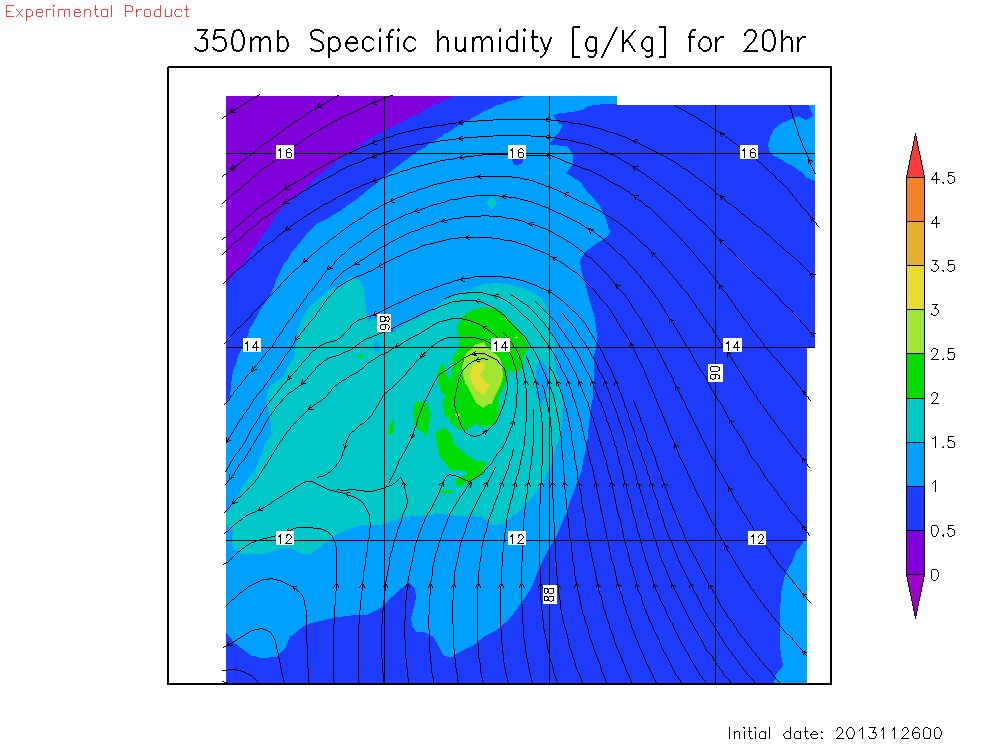 Experimental Product
350mb Specific humidity [g/Kg] for 20hr
16 16 16
4.5
4
3.5
3
2.5
2
1.5
1
0.5
0
86
14 14 14
90
12 12 12
88
Initial date: 2013112600